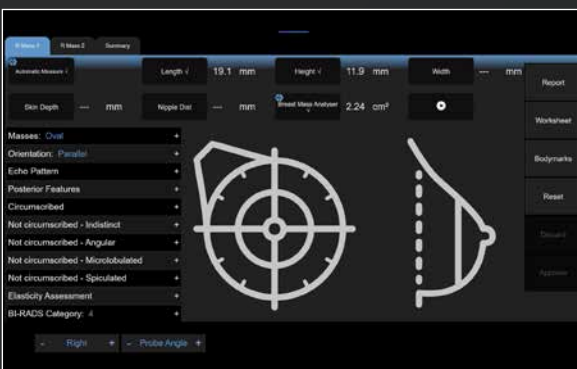 R Mass 1 R Mass 2 Summary
Automatic Measure √ Length √ 19.1 mm Height √ 11.9 mm Width --- mm
Skin Depth --- mm Nipple Dist --- mm Breast Mass Analyser √ 2.24 cm²
Report
Worksheet
Bodymarks
Reset
Discard
Approve
Masses: Oval +
Orientation: Parallel +
Echo Pattern +
Posterior Features +
Circumscribed +
Not circumscribed - Indistinct +
Not circumscribed - Angular +
Not circumscribed - Microlobulated +
Not circumscribed - Spiculated +
Elasticity Assessment +
BI-RADS Category: 4 +
- Right + - Probe Angle +